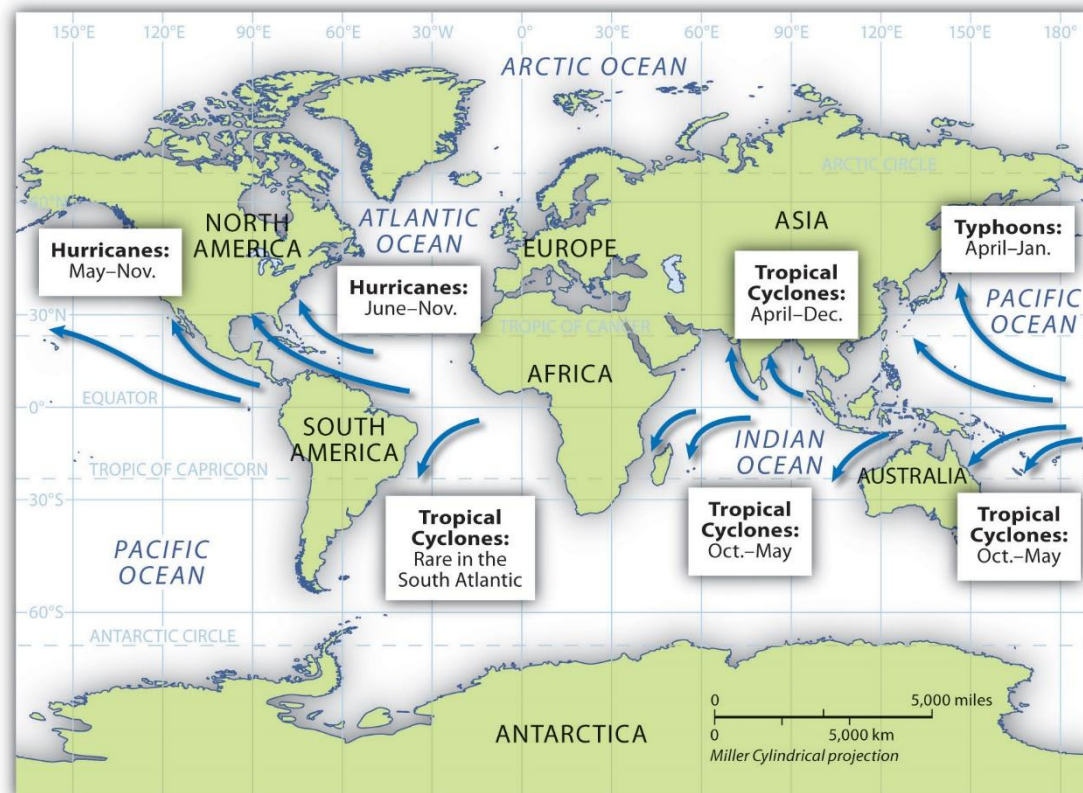 150°E 120°E 90°E 60°E 30°W 0° 30°E 60°E 90°E 120°E 150°E 180°
ARCTIC OCEAN
ARCTIC CIRCLE
60°N
NORTH
AMERICA
ATLANTIC
OCEAN
EUROPE
ASIA
Hurricanes:
May–Nov.
Hurricanes:
June–Nov.
Tropical
Cyclones:
April–Dec.
Typhoons:
April–Jan.
PACIFIC
OCEAN
30°N
TROPIC OF CANCER
AFRICA
EQUATOR
0°
SOUTH
AMERICA
INDIAN
OCEAN
TROPIC OF CAPRICORN
AUSTRALIA
30°S
Tropical
Cyclones:
Rare in the
South Atlantic
Tropical
Cyclones:
Oct.–May
Tropical
Cyclones:
Oct.–May
PACIFIC
OCEAN
60°S
ANTARCTIC CIRCLE
ANTARCTICA
0 5,000 miles
0 5,000 km
Miller Cylindrical projection